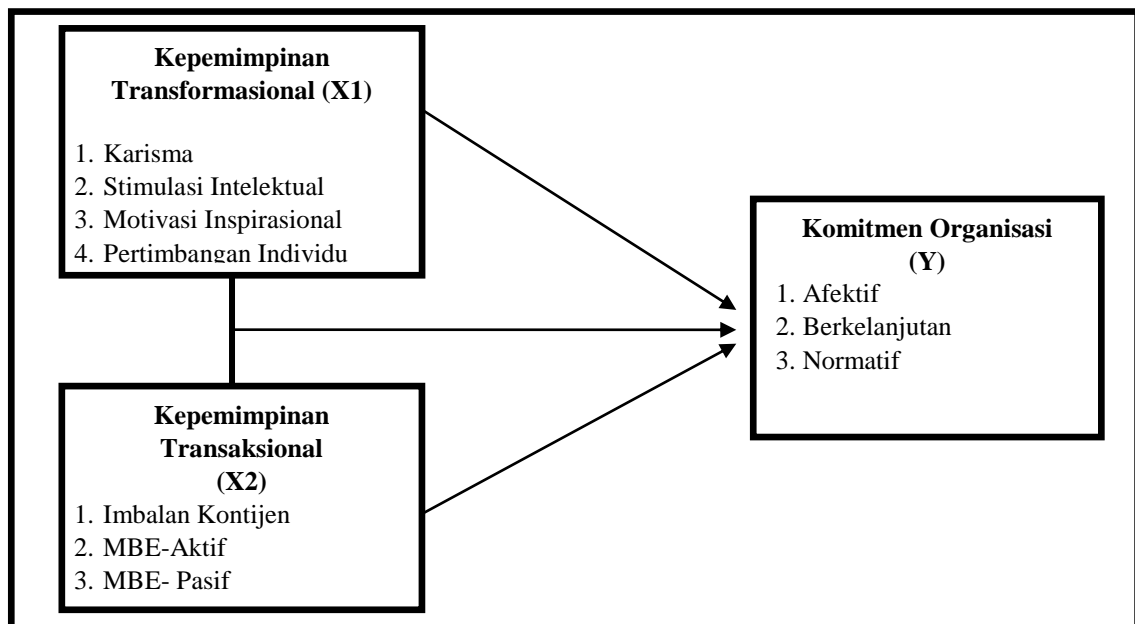 Kepemimpinan
Transformasional (X1)
1. Karisma
2. Stimulasi Intelektual
3. Motivasi Inspirasional
4. Pertimbangan Individu
Kepemimpinan
Transaksional
(X2)
1. Imbalan Kontijen
2. MBE-Aktif
3. MBE- Pasif
Komitmen Organisasi
(Y)
1. Afektif
2. Berkelanjutan
3. Normatif